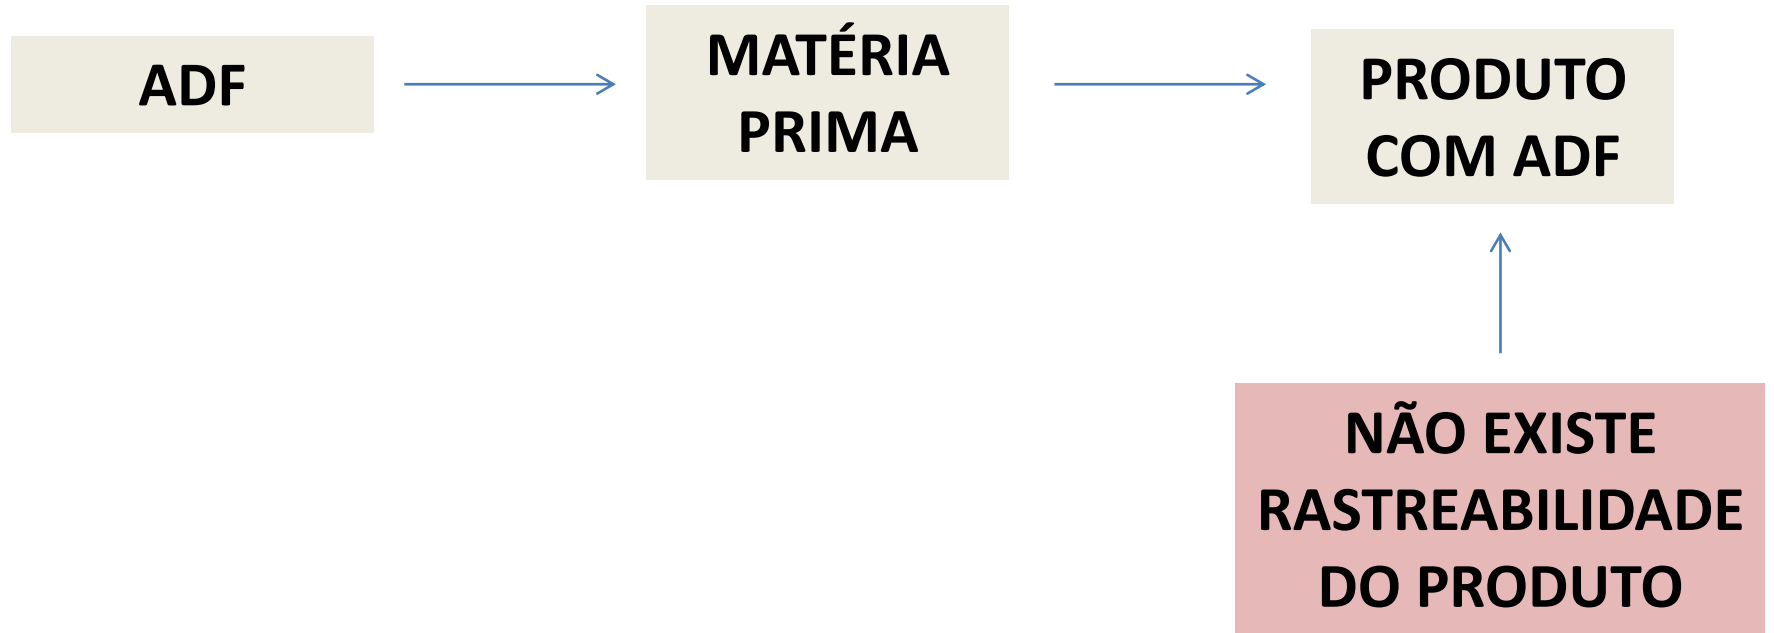 ADF
MATÉRIA
PRIMA
PRODUTO
COM ADF
NÃO EXISTE
RASTREABILIDADE
DO PRODUTO